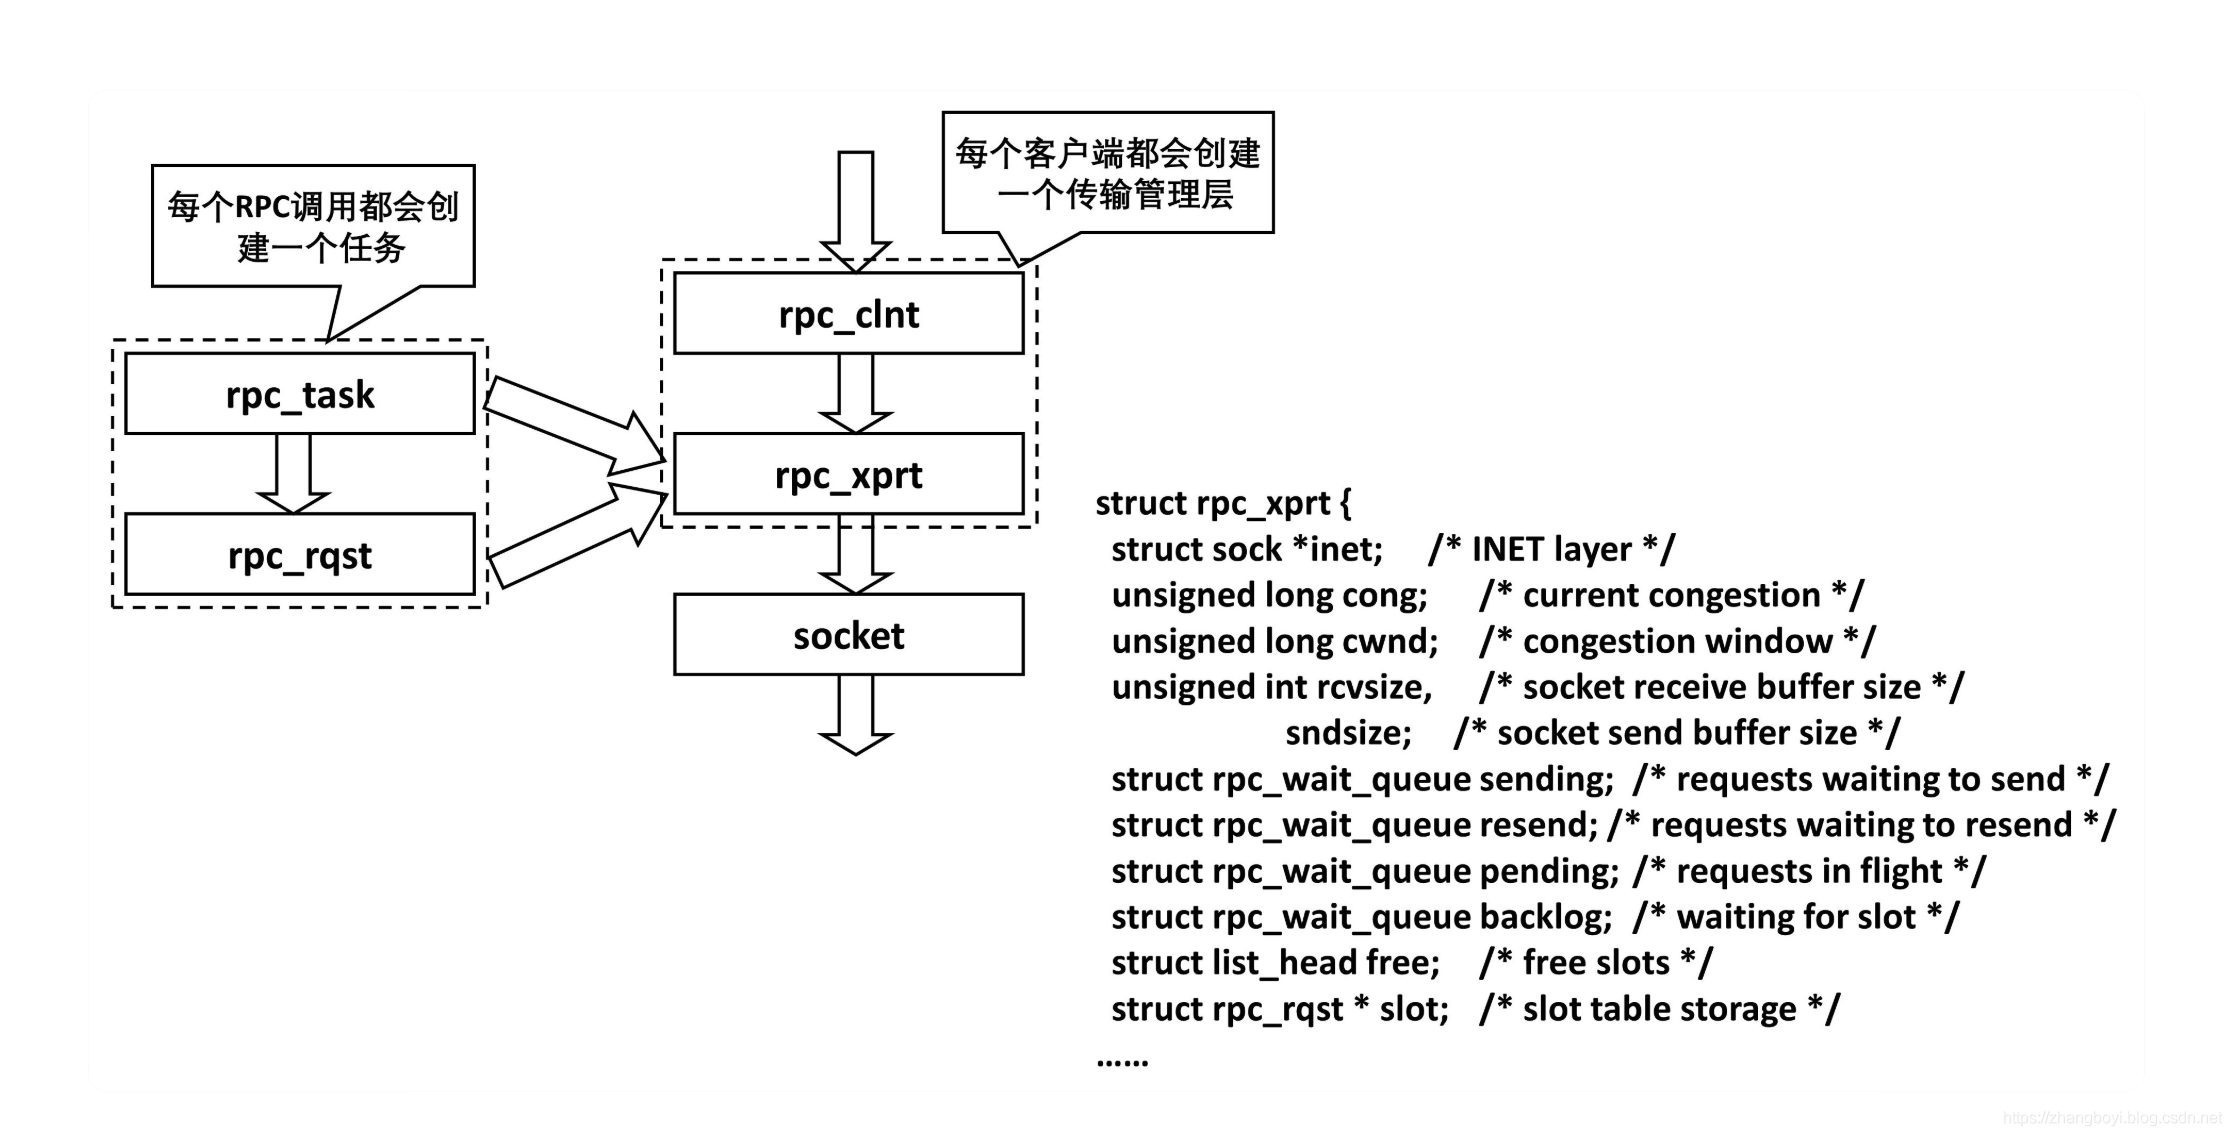 每个RPC调用都会创
建一个任务
rpc_task
rpc_rqst
每个客户端都会创建
一个传输管理层
rpc_clnt
rpc_xprt
socket
struct rpc_xprt {
struct sock *inet; /* INET layer */
unsigned long cong; /* current congestion */
unsigned long cwnd; /* congestion window */
unsigned int rcvsize, /* socket receive buffer size */
sndsize; /* socket send buffer size */
struct rpc_wait_queue sending; /* requests waiting to send */
struct rpc_wait_queue resend; /* requests waiting to resend */
struct rpc_wait_queue pending; /* requests in flight */
struct rpc_wait_queue backlog; /* waiting for slot */
struct list_head free; /* free slots */
struct rpc_rqst * slot; /* slot table storage */
……
https://zhangboyi.blog.csdn.net